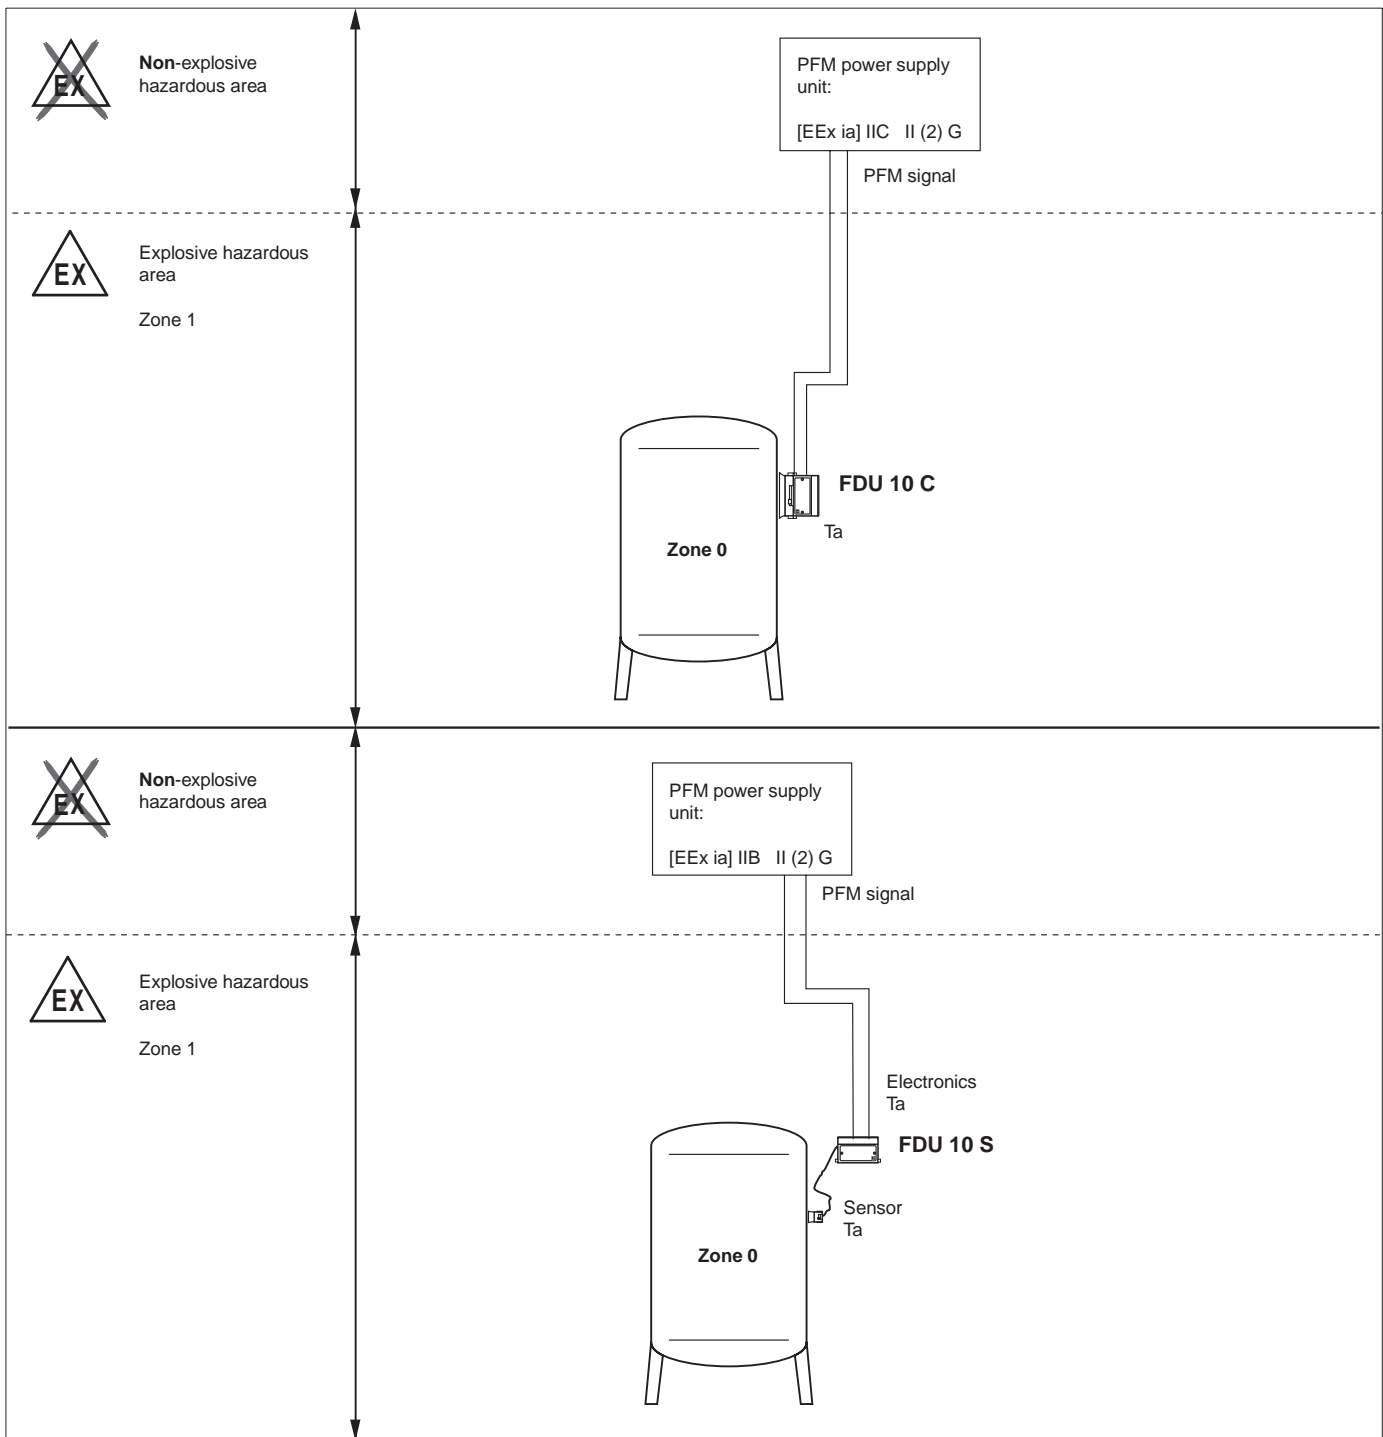 EX
Non-explosive
hazardous area
PFM power supply
unit:
[EEx ia] IIC II (2) G
PFM signal
EX
Explosive hazardous
area
Zone 1
FDU 10 C
Ta
Zone 0
EX
Non-explosive
hazardous area
PFM power supply
unit:
[EEx ia] IIB II (2) G
PFM signal
EX
Explosive hazardous
area
Zone 1
Electronics
Ta
FDU 10 S
Sensor
Ta
Zone 0